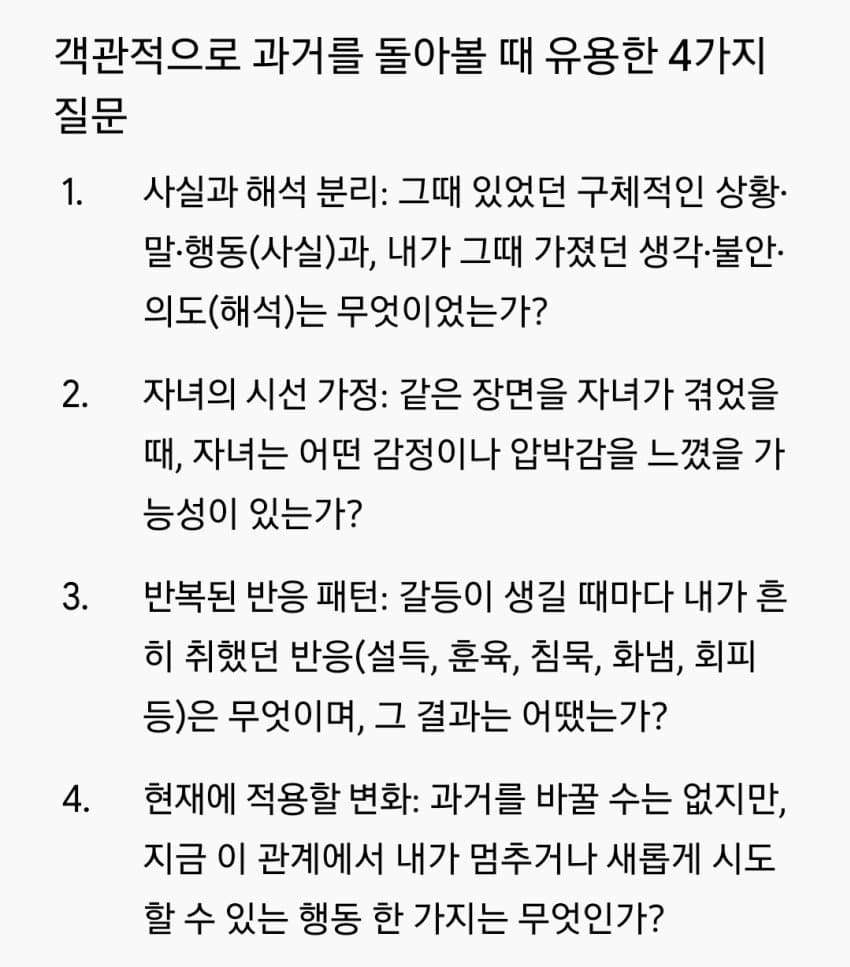 객관적으로 과거를 돌아볼 때 유용한 4가지
질문
1. 사실과 해석 분리: 그때 있었던 구체적인 상황·
말·행동(사실)과, 내가 그때 가졌던 생각·불안·
의도(해석)는 무엇이었는가?
2. 자녀의 시선 가정: 같은 장면을 자녀가 겪었을
때, 자녀는 어떤 감정이나 압박감을 느꼈을 가
능성이 있는가?
3. 반복된 반응 패턴: 갈등이 생길 때마다 내가 흔
히 취했던 반응(설득, 훈육, 침묵, 화냄, 회피
등)은 무엇이며, 그 결과는 어땠는가?
4. 현재에 적용할 변화: 과거를 바꿀 수는 없지만,
지금 이 관계에서 내가 멈추거나 새롭게 시도
할 수 있는 행동 한 가지는 무엇인가?